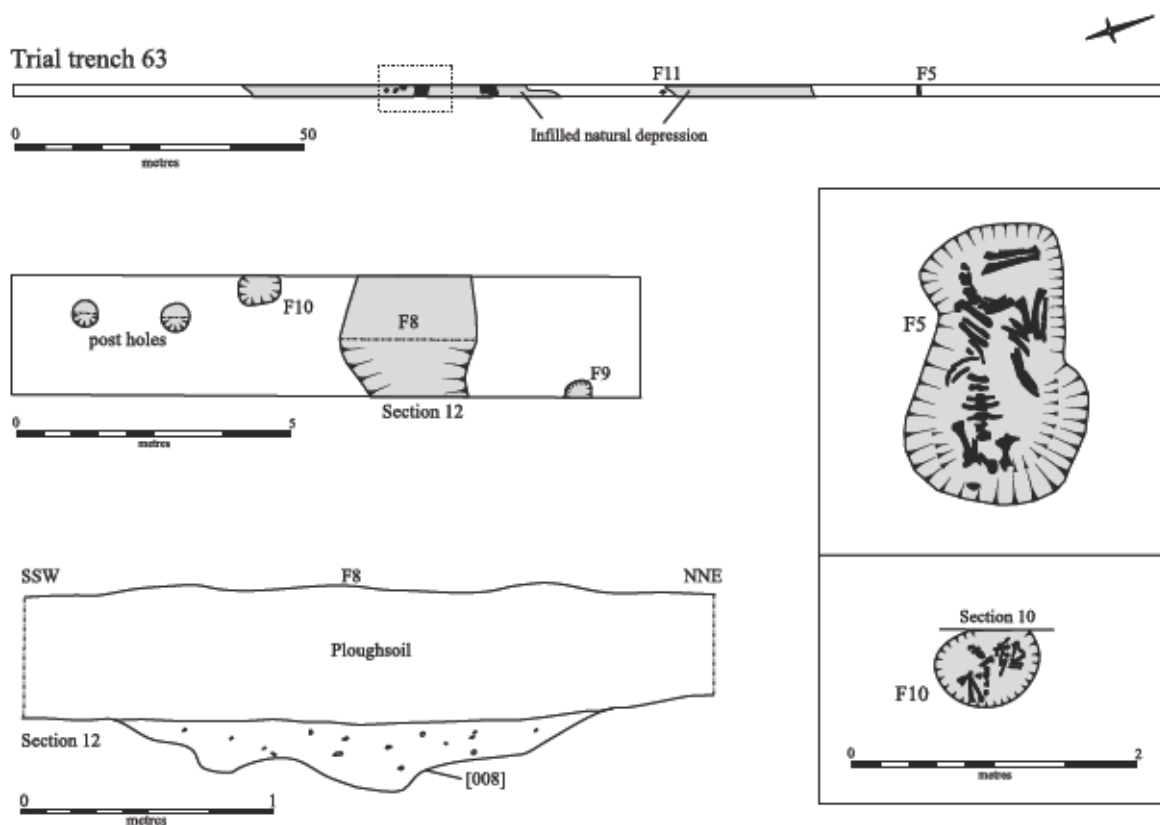 Trial trench 63
F11
F5
Infilled natural depression
0 50
metres
F10
post holes
F8
F9
Section 12
0 5
metres
F5
SSW F8 NNE
Ploughsoil
Section 12
[008]
0 1
metres
Section 10
F10
0 2
metres